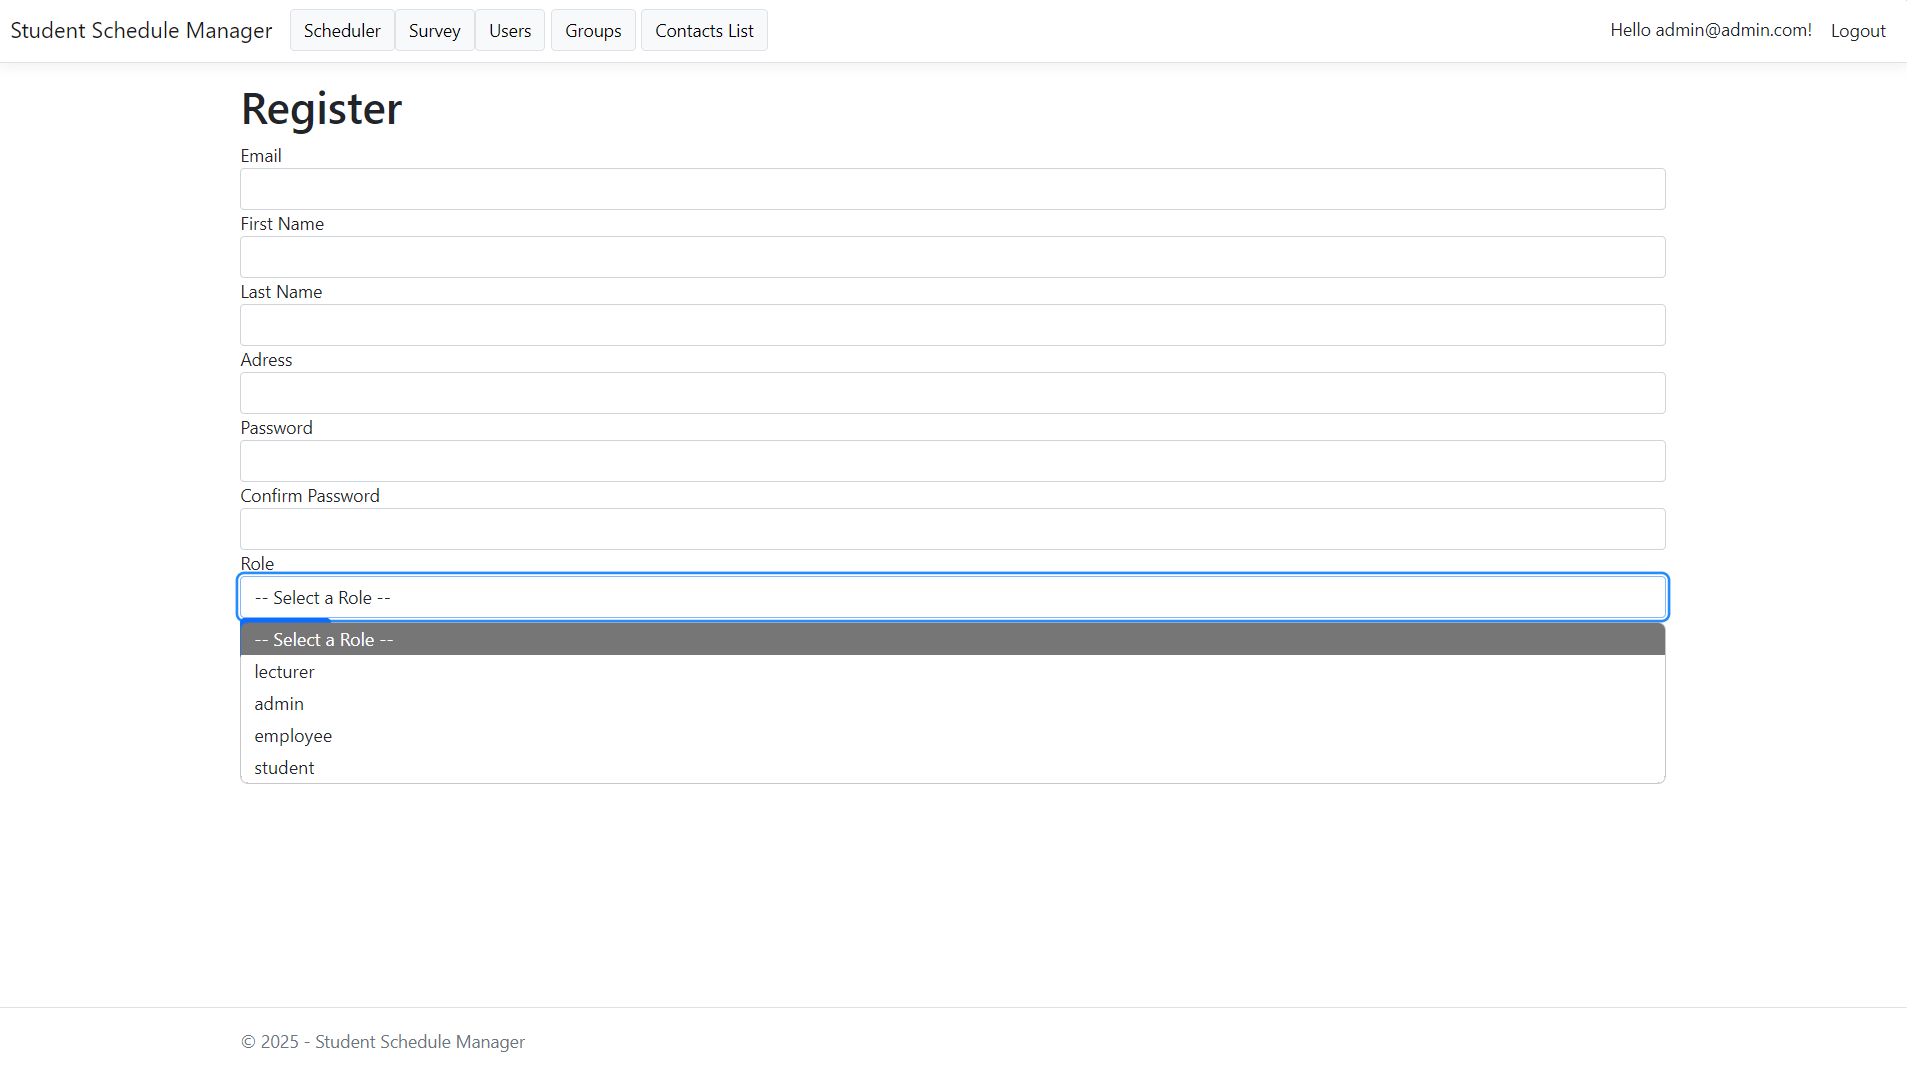 Student Schedule Manager Scheduler Survey Users Groups Contacts List Hello admin@admin.com! Logout
Register
Email
First Name
Last Name
Adress
Password
Confirm Password
Role
-- Select a Role --
-- Select a Role --
lecturer
admin
employee
student
© 2025 - Student Schedule Manager